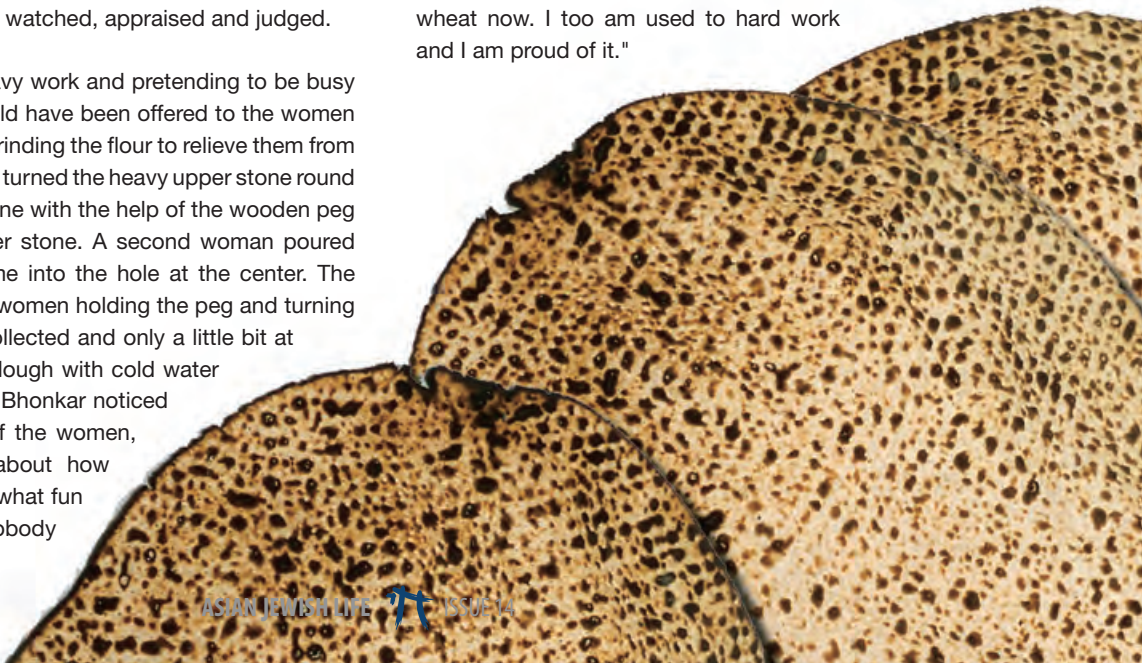 watched, appraised and judged.
vy work and pretending to be busy
ld have been offered to the women
rinding the flour to relieve them from
turned the heavy upper stone round
ne with the help of the wooden peg
er stone. A second woman poured
ne into the hole at the center. The
women holding the peg and turning
ollected and only a little bit at
lough with cold water
Bhonkar noticed
f the women,
about how
what fun
obody
wheat now. I too am used to hard work
and I am proud of it."
ASIAN JEWISH LIFE ISSUE 14